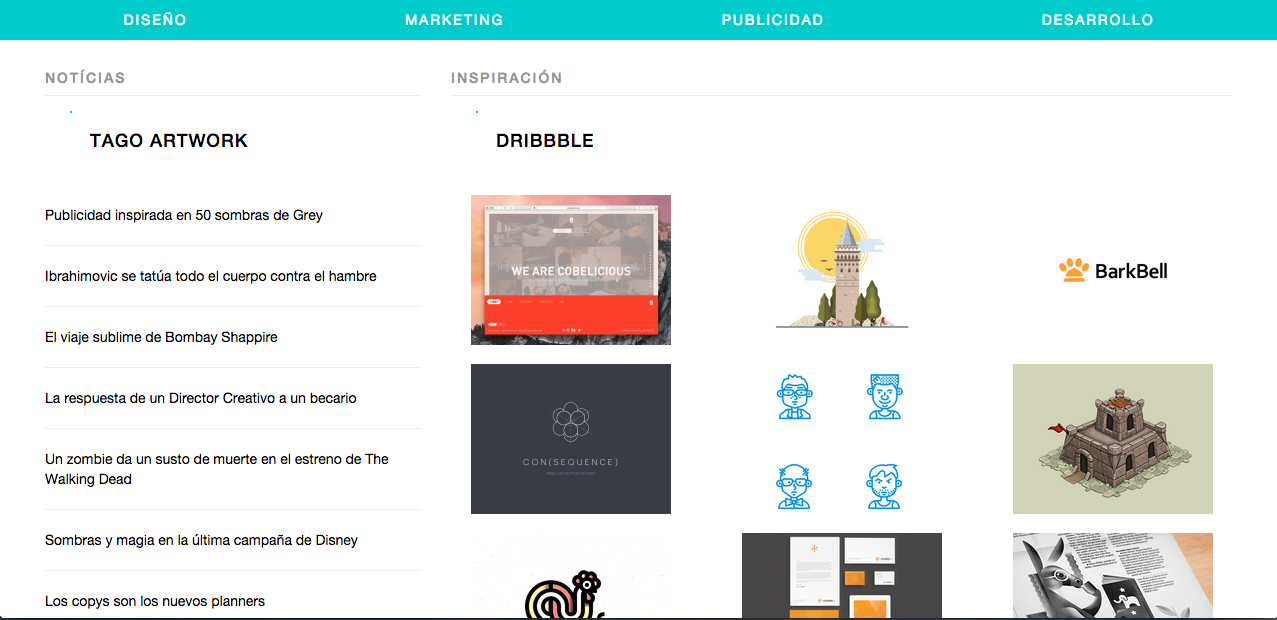 DISEÑO MARKETING PUBLICIDAD DESARROLLO
NOTÍCIAS
TAGO ARTWORK
Publicidad inspirada en 50 sombras de Grey
Ibrahimovic se tatúa todo el cuerpo contra el hambre
El viaje sublime de Bombay Shappire
La respuesta de un Director Creativo a un becario
Un zombie da un susto de muerte en el estreno de The
Walking Dead
Sombras y magia en la última campaña de Disney
Los copys son los nuevos planners
INSPIRACIÓN
DRIBBBLE
WE ARE COBELICIOUS
BarkBell
CON(SEQUENCE)